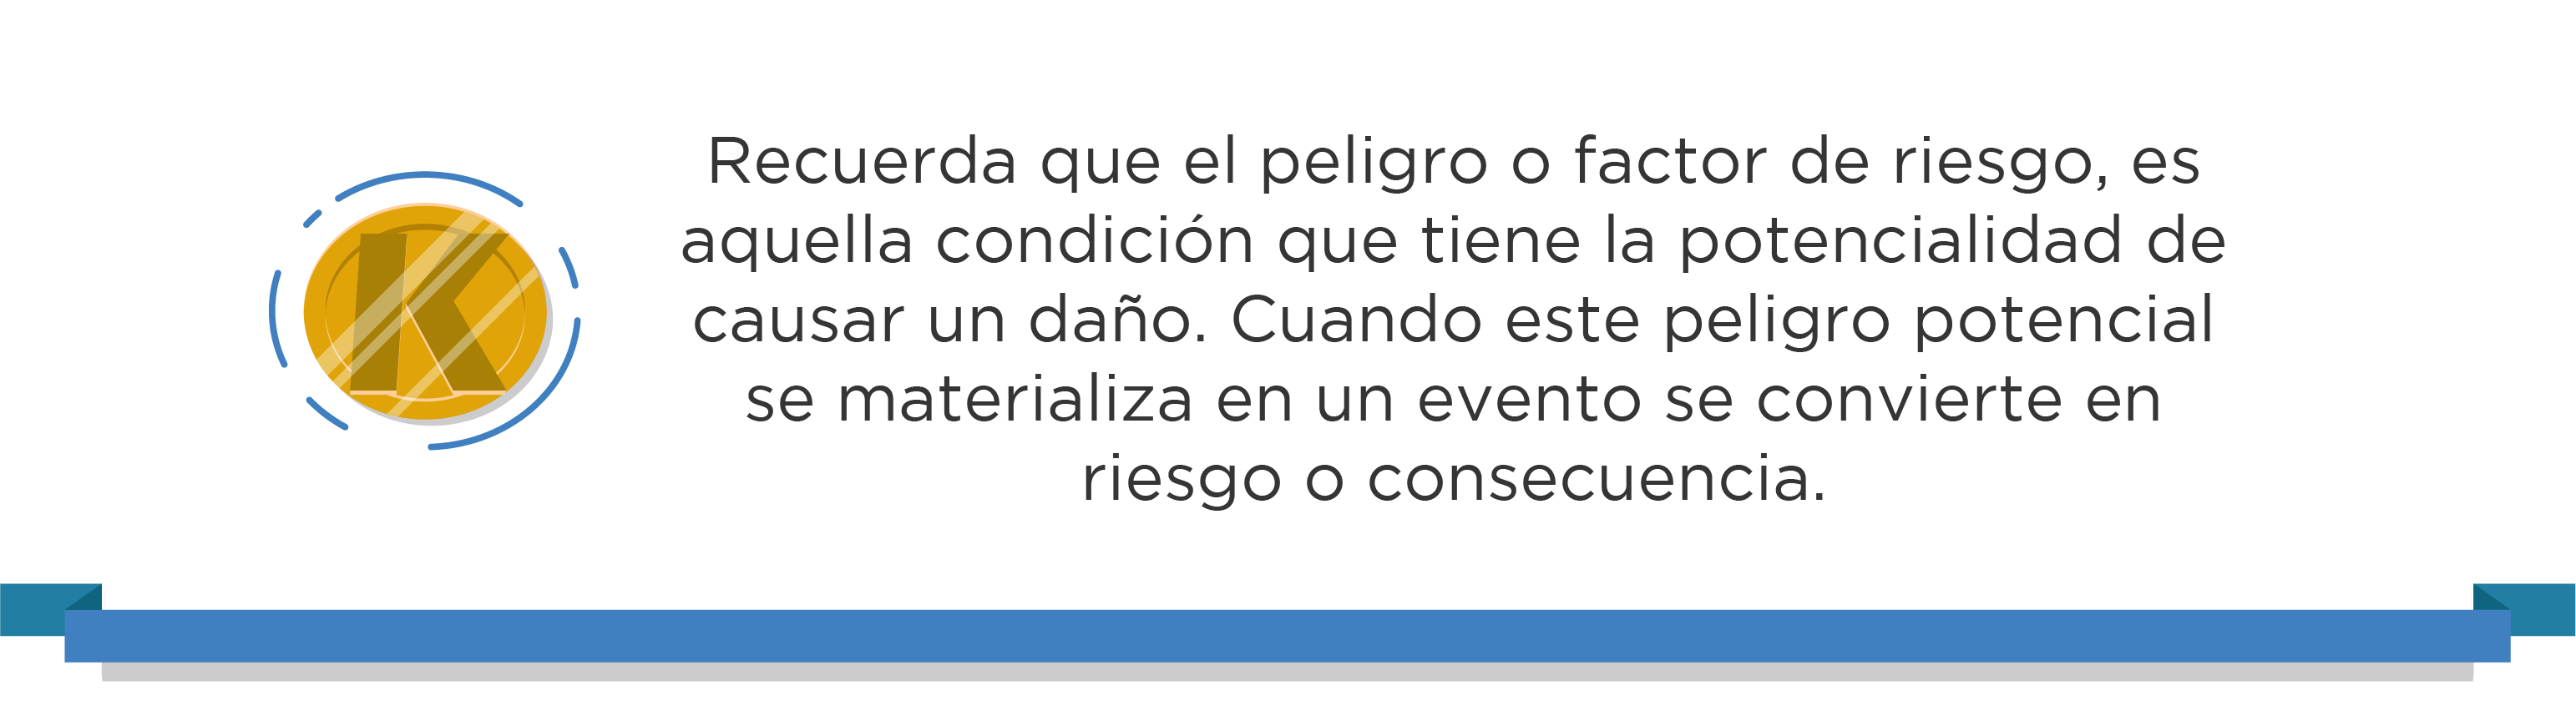 K
Recuerda que el peligro o factor de riesgo, es
aquella condición que tiene la potencialidad de
causar un daño. Cuando este peligro potencial
se materializa en un evento se convierte en
riesgo o consecuencia.